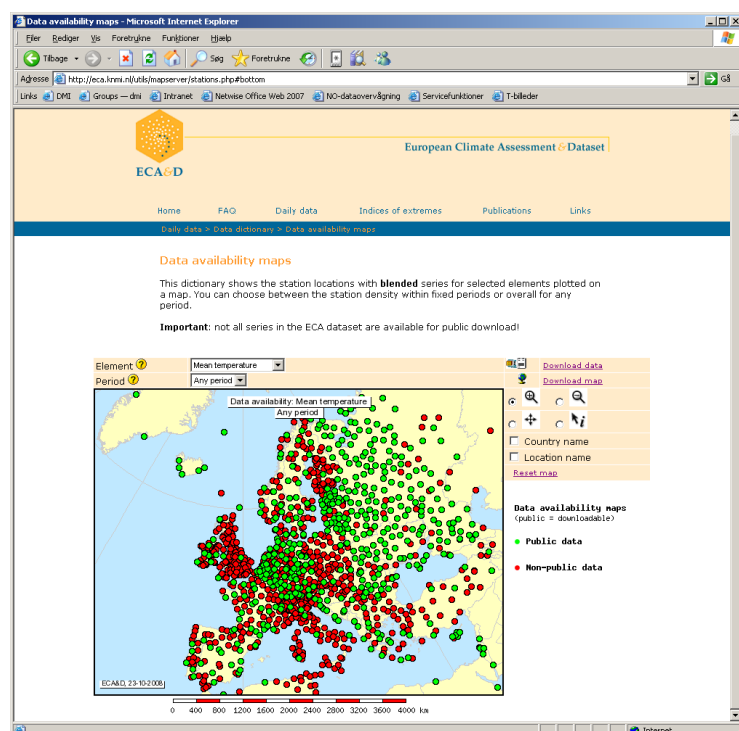 Data availability maps - Microsoft Internet Explorer
Filer Rediger Vis Foretrukne Funktioner Hjælp
Tilbage Søg Foretrukne
Adresse http://eca.knmi.nl/utils/mapserver/stations.php#bottom Gå
Links DMI Groups — dmi Intranet Netwise Office Web 2007 NO-dataovervågning Servicefunktioner T-billeder
European Climate Assessment & Dataset
ECA&D
Home FAQ Daily data Indices of extremes Publications Links
Daily data > Data dictionary > Data availability maps
Data availability maps
This dictionary shows the station locations with blended series for selected elements plotted on
a map. You can choose between the station density within fixed periods or overall for any
period.
Important: not all series in the ECA dataset are available for public download!
Element ? Mean temperature Download data
Period ? Any period Download map
Data availability: Mean temperature
Any period
i
Country name
Location name
Reset map
Data availability maps
(public = downloadable)
Public data
Non-public data
ECA&D, 23-10-2008
0 400 800 1200 1600 2000 2400 2800 3200 3600 4000 km
Internet